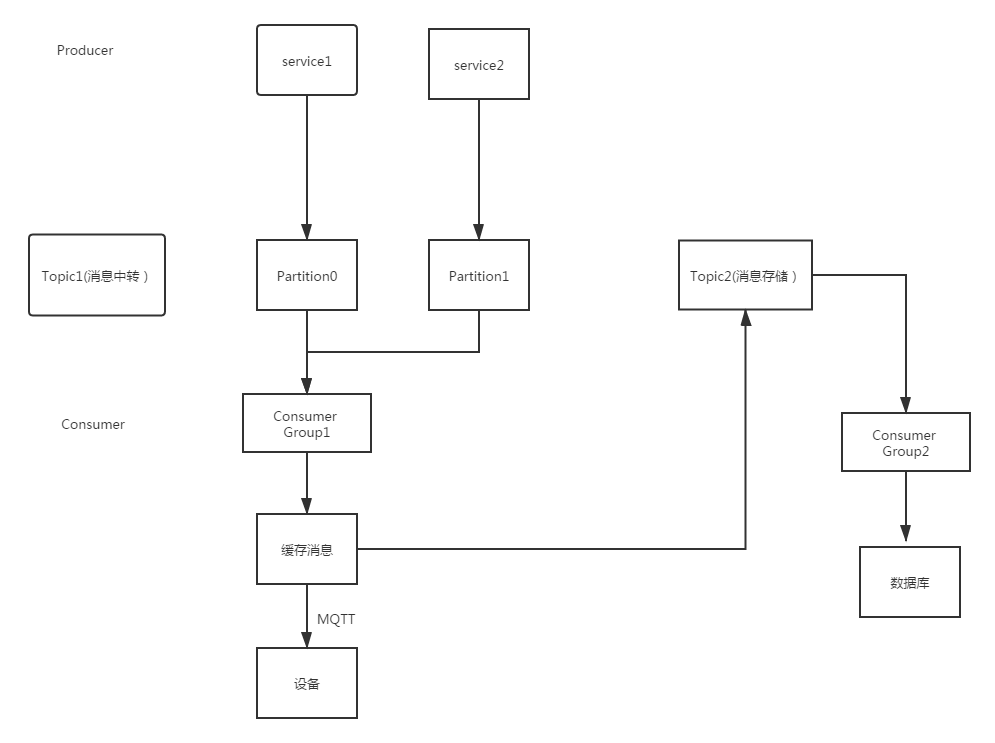 Producer
service1
service2
Topic1(消息中转）
Partition0
Partition1
Topic2(消息存储）
Consumer
Consumer
Group1
Consumer
Group2
缓存消息
数据库
MQTT
设备